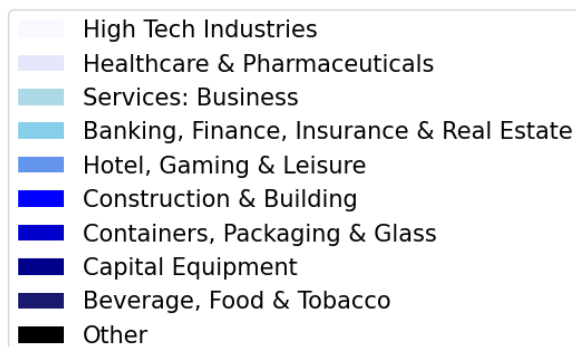 High Tech Industries
Healthcare & Pharmaceuticals
Services: Business
Banking, Finance, Insurance & Real Estate
Hotel, Gaming & Leisure
Construction & Building
Containers, Packaging & Glass
Capital Equipment
Beverage, Food & Tobacco
Other